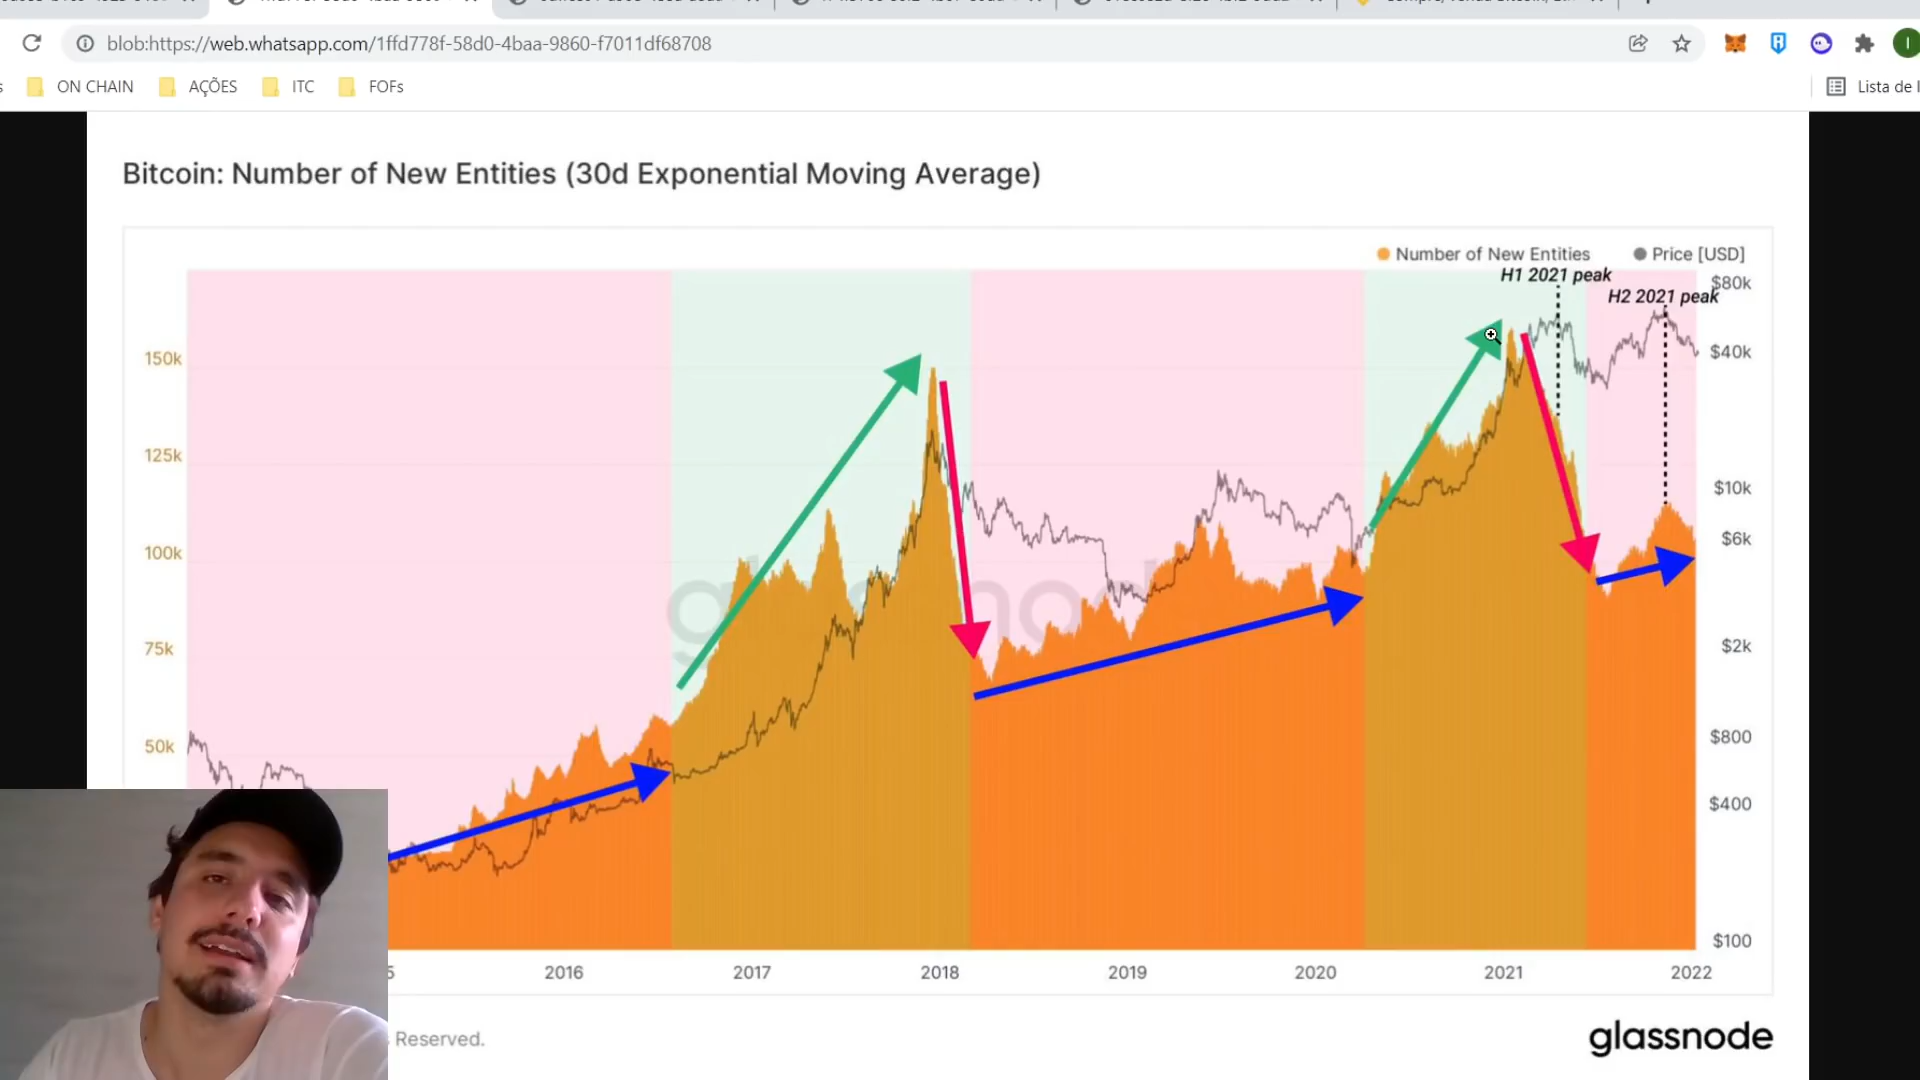 blob:https://web.whatsapp.com/1ffd778f-58d0-4baa-9860-f7011df68708
ON CHAIN
AÇÕES
ITC
FOFs
Lista de l
Bitcoin: Number of New Entities (30d Exponential Moving Average)
Number of New Entities
Price [USD]
H1 2021 peak
H2 2021 peak
$80k
150k
$40k
125k
$10k
100k
$6k
glassnode
75k
$2k
50k
$800
$400
$100
5
2016
2017
2018
2019
2020
2021
2022
Reserved.
glassnode